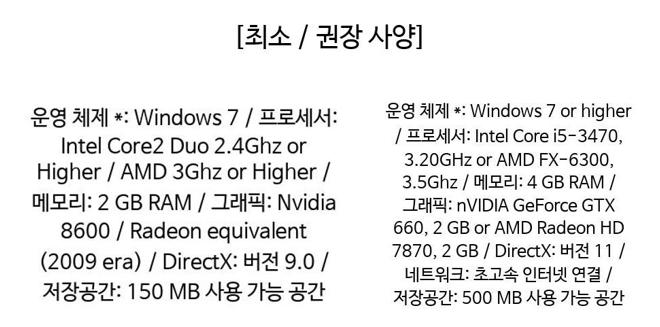 [최소 / 권장 사양]
운영 체제 *: Windows 7 / 프로세서:
Intel Core2 Duo 2.4Ghz or
Higher / AMD 3Ghz or Higher /
메모리: 2 GB RAM / 그래픽: Nvidia
8600 / Radeon equivalent
(2009 era) / DirectX: 버전 9.0 /
저장공간: 150 MB 사용 가능 공간
운영 체제 *: Windows 7 or higher
/ 프로세서: Intel Core i5-3470,
3.20GHz or AMD FX-6300,
3.5Ghz / 메모리: 4 GB RAM /
그래픽: nVIDIA GeForce GTX
660, 2 GB or AMD Radeon HD
7870, 2 GB / DirectX: 버전 11 /
네트워크: 초고속 인터넷 연결 /
저장공간: 500 MB 사용 가능 공간